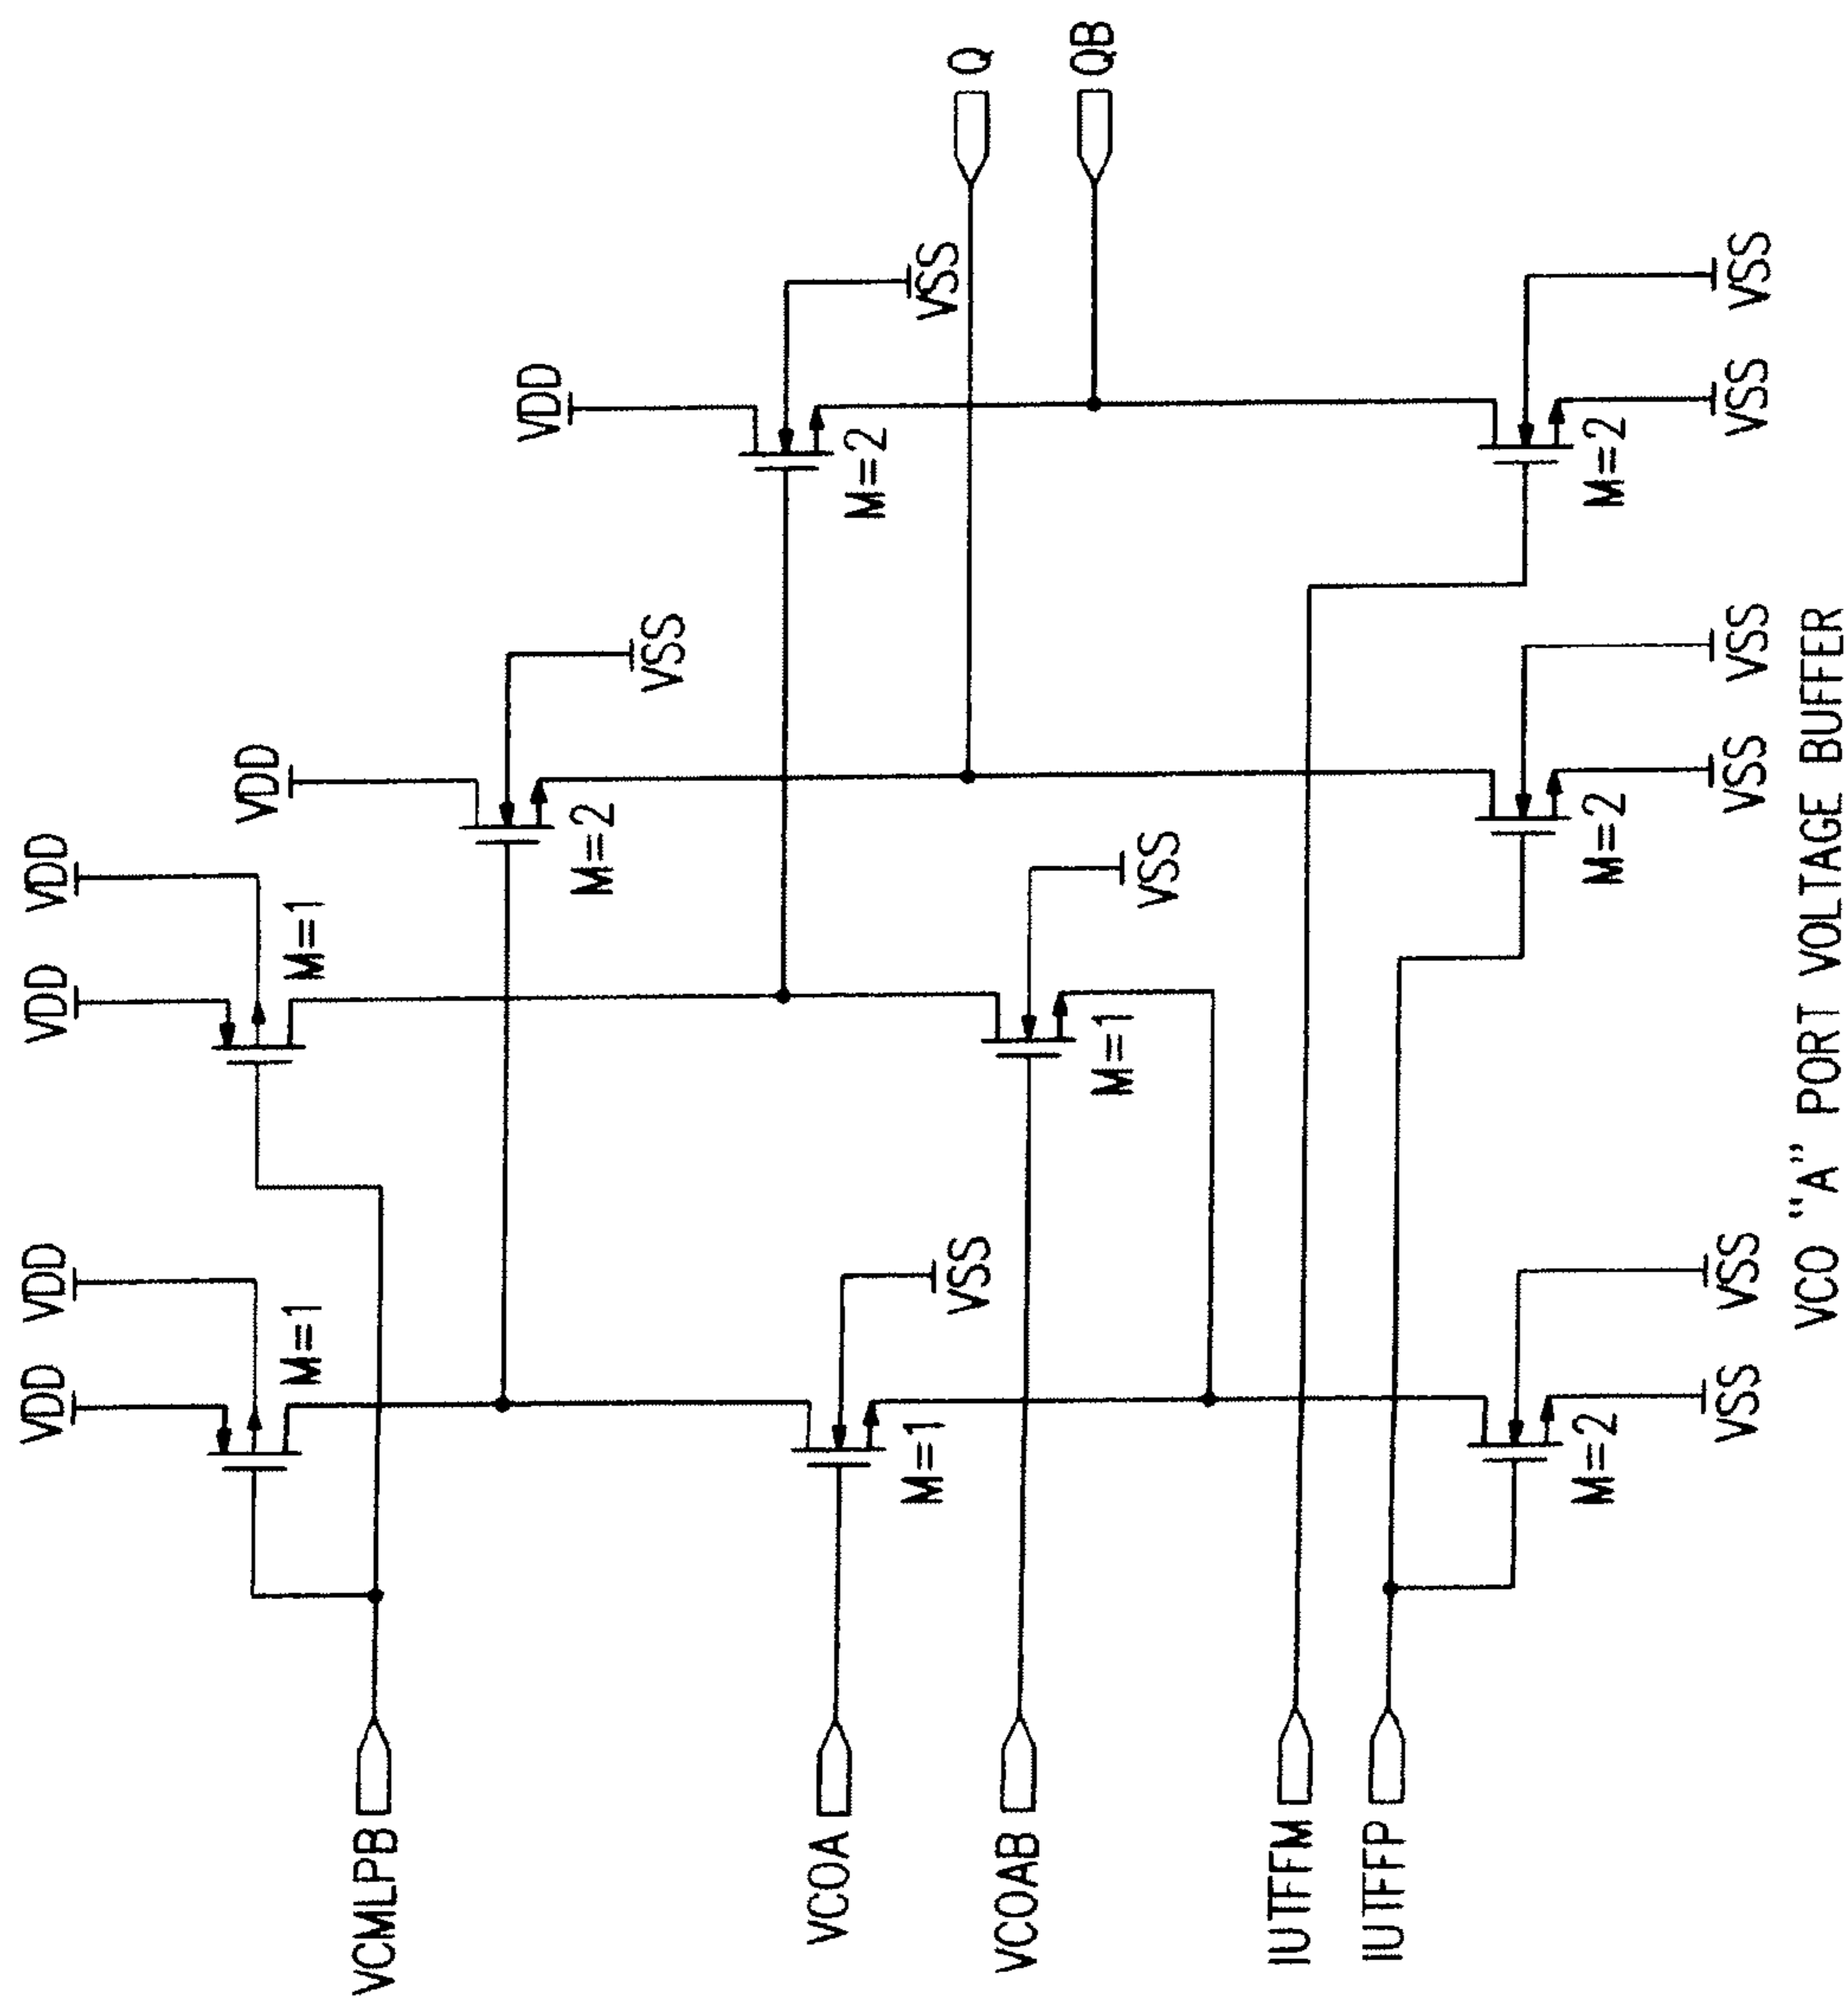 VDD
VDD
VDD
VDD
VDD
M=1
M=1
VCMLPB
VDD
M=2
VSS
VCOA
M=2
M=1
VSS
VSS
Q
VCOAB
QB
M=1
VSS
IUTFFM
IUTFFP
M=2
M=2
M=2
VSS
VSS
VSS
VSS
VSS
VSS
VCO "A" PORT VOLTAGE BUFFER